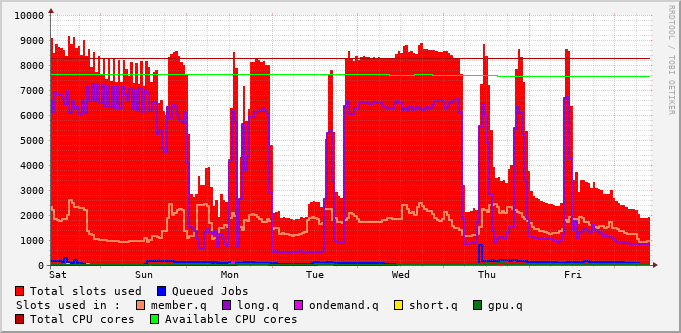 10000
9000
8000
7000
6000
5000
4000
3000
2000
1000
0
Sat Sun Mon Tue Wed Thu Fri
RRDTOOL / TOBI OETIKER
Total slots used Queued Jobs
Slots used in : member.q long.q ondemand.q short.q gpu.q
Total CPU cores Available CPU cores